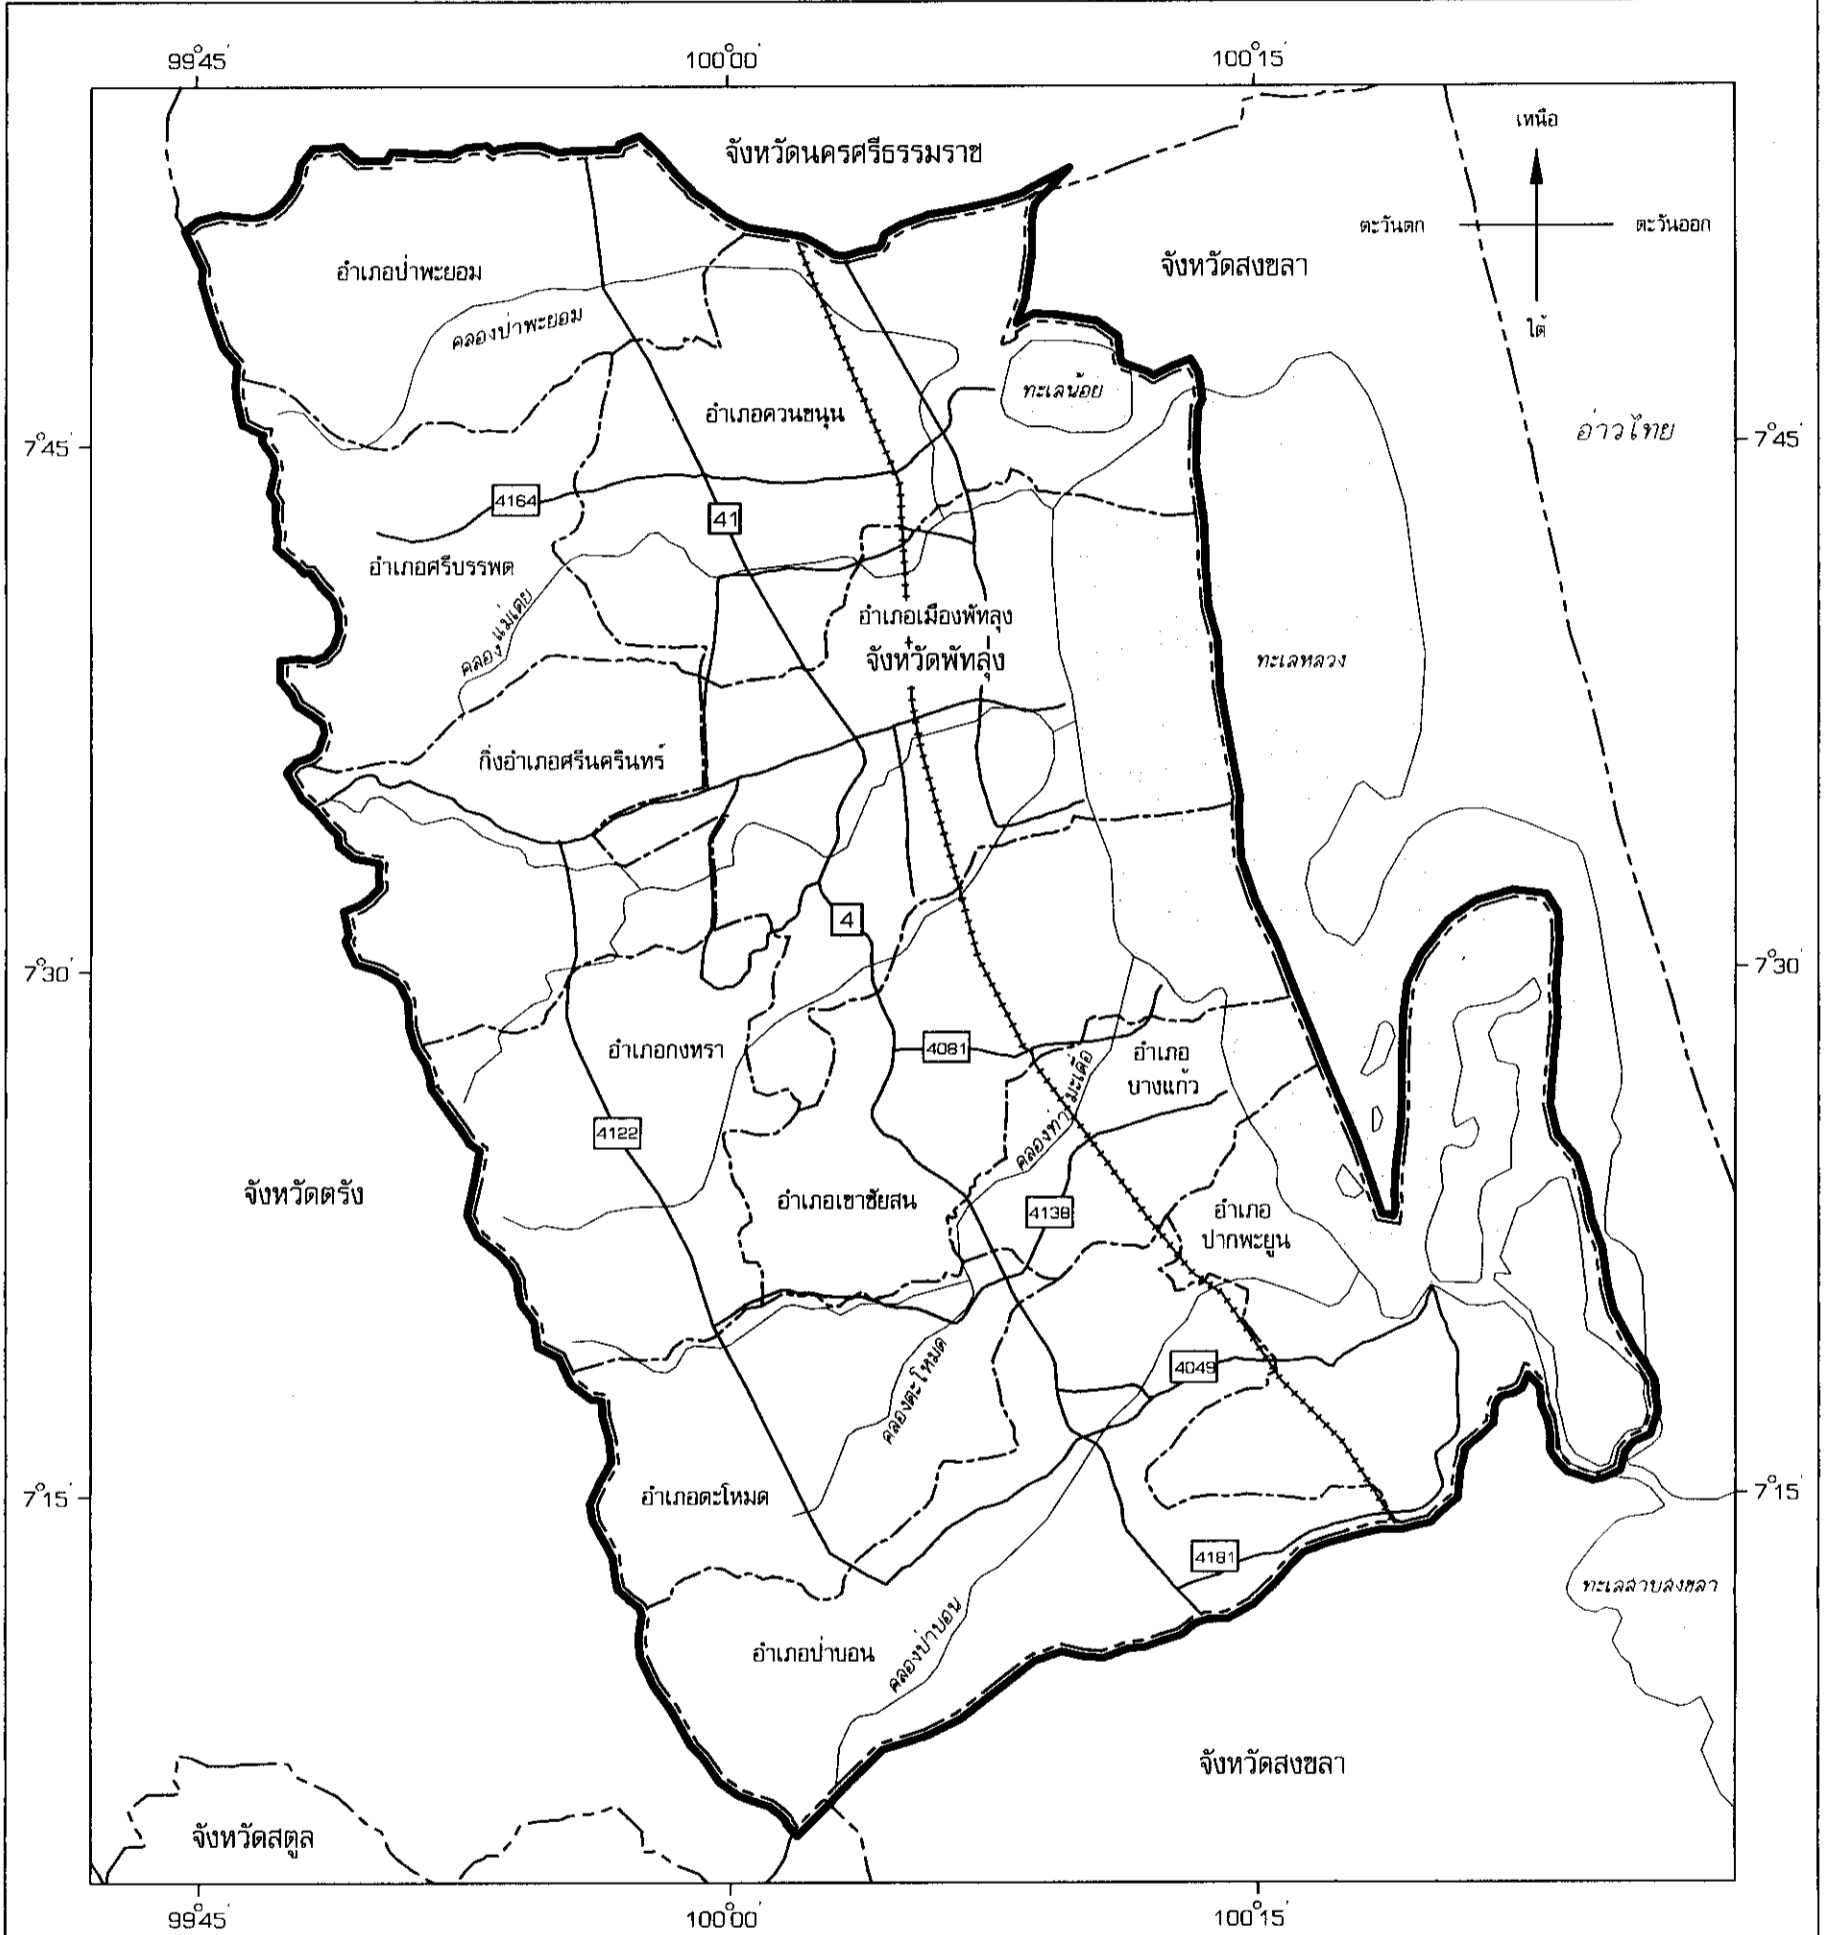 99°45′ 100°00′ 100°15′
เหนือ
จังหวัดนครศรีธรรมราช
ตะวันตก ตะวันออก
จังหวัดสงขลา
อำเภอป่าพะยอม
คลองป่าพะยอม
ใต้
ทะเลน้อย
อำเภอควนขนุน
อ่าวไทย
7°45′ 7°45′
4164
41
อำเภอศรีบรรพต
คลองแม่เตย
อำเภอเมืองพัทลุง
จังหวัดพัทลุง
ทะเลหลวง
กิ่งอำเภอศรีนครินทร์
4
7°30′ 7°30′
อำเภอกงหรา
4081
อำเภอ
บางแก้ว
คลองท่ามะเดื่อ
4122
จังหวัดตรัง
อำเภอเขาชัยสน
4138
อำเภอ
ปากพะยูน
4049
คลองตะโหมด
อำเภอตะโหมด
7°15′ 7°15′
4181
ทะเลสาบสงขลา
อำเภอป่าบอน
คลองป่าบอน
จังหวัดสงขลา
จังหวัดสตูล
99°45′ 100°00′ 100°15′